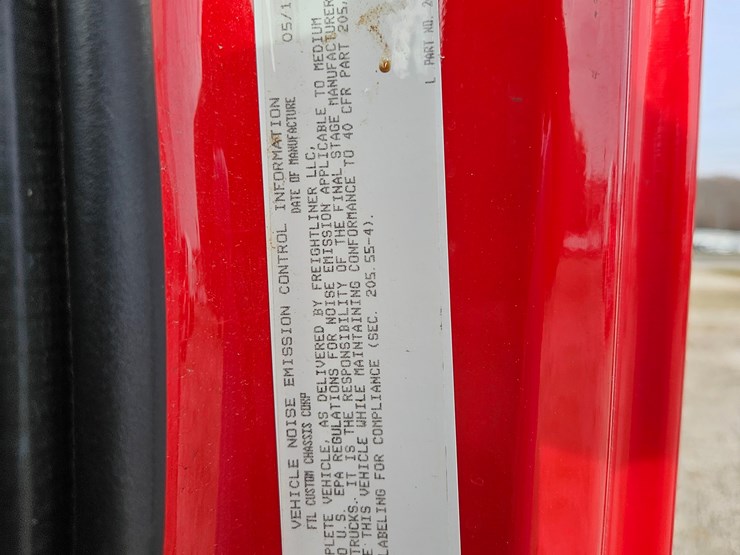 VEHICLE NOISE EMISSION CONTROL INFORMATION
FTL CUSTOM CHASSIS CORP DATE OF MANUFACTURE 05/1
PLETE VEHICLE, AS DELIVERED BY FREIGHTLINER LLC,
U.S. EPA REGULATIONS FOR NOISE EMISSION APPLICABLE TO MEDIUM
TRUCKS. IT IS THE RESPONSIBILITY OF THE FINAL STAGE MANUFACTURER
E THIS VEHICLE WHILE MAINTAINING CONFORMANCE TO 40 CFR PART 205,
LABELING FOR COMPLIANCE (SEC. 205.55-4).
L PART NO. 2